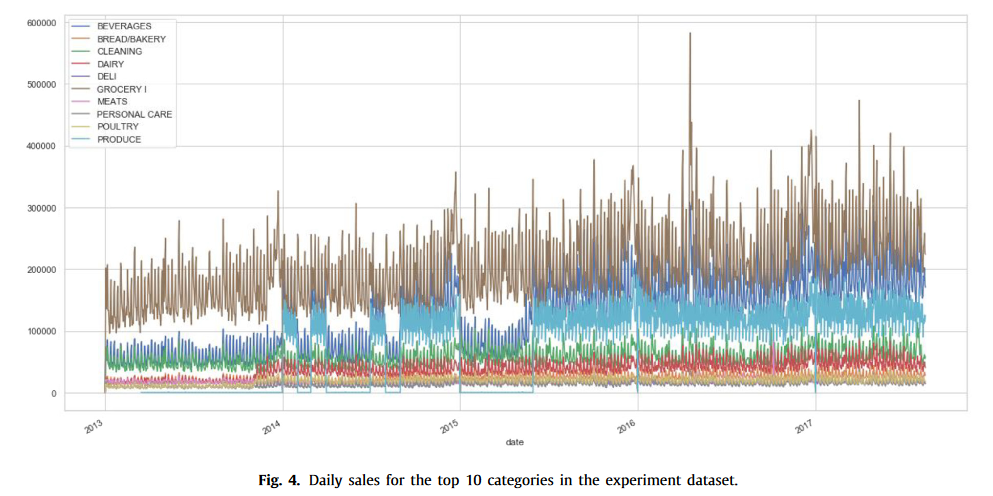 600000
500000
400000
300000
200000
100000
0
BEVERAGES
BREAD/BAKERY
CLEANING
DAIRY
DELI
GROCERY I
MEATS
PERSONAL CARE
POULTRY
PRODUCE
2013
2014
2015
2016
2017
date
Fig. 4. Daily sales for the top 10 categories in the experiment dataset.